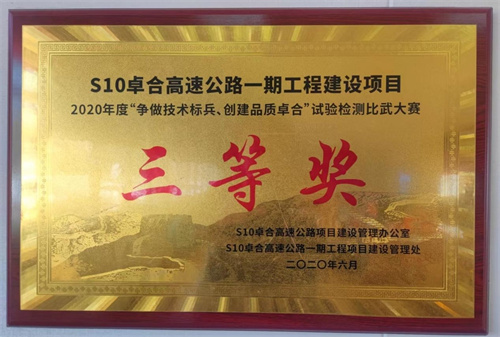 S10卓合高速公路一期工程建设项目
2020年度“争做技术标兵、创建品质卓合”试验检测比武大赛
三等奖
S10卓合高速公路项目建设管理办公室
S10卓合高速公路一期工程项目建设管理处
二〇二〇年六月